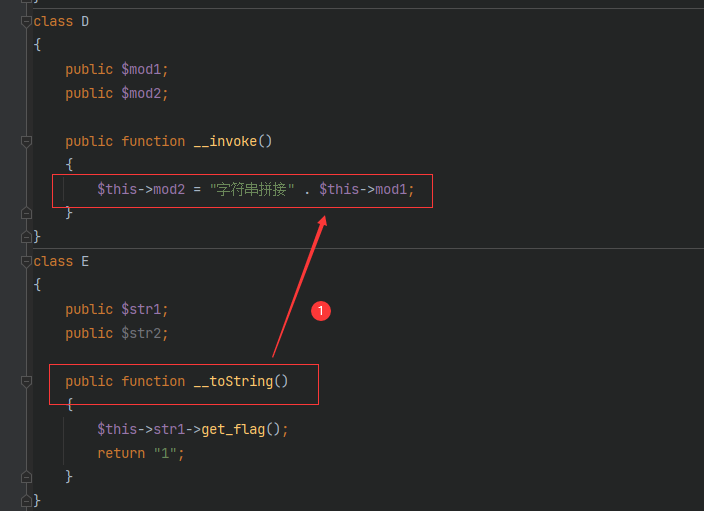 class D
{
    public $mod1;
    public $mod2;
    public function __invoke()
    {
        $this->mod2 = "字符串拼接" . $this->mod1;
    }
}
class E
{
    public $str1;
    public $str2;
1
    public function __toString()
    {
        $this->str1->get_flag();
        return "1";
    }
}